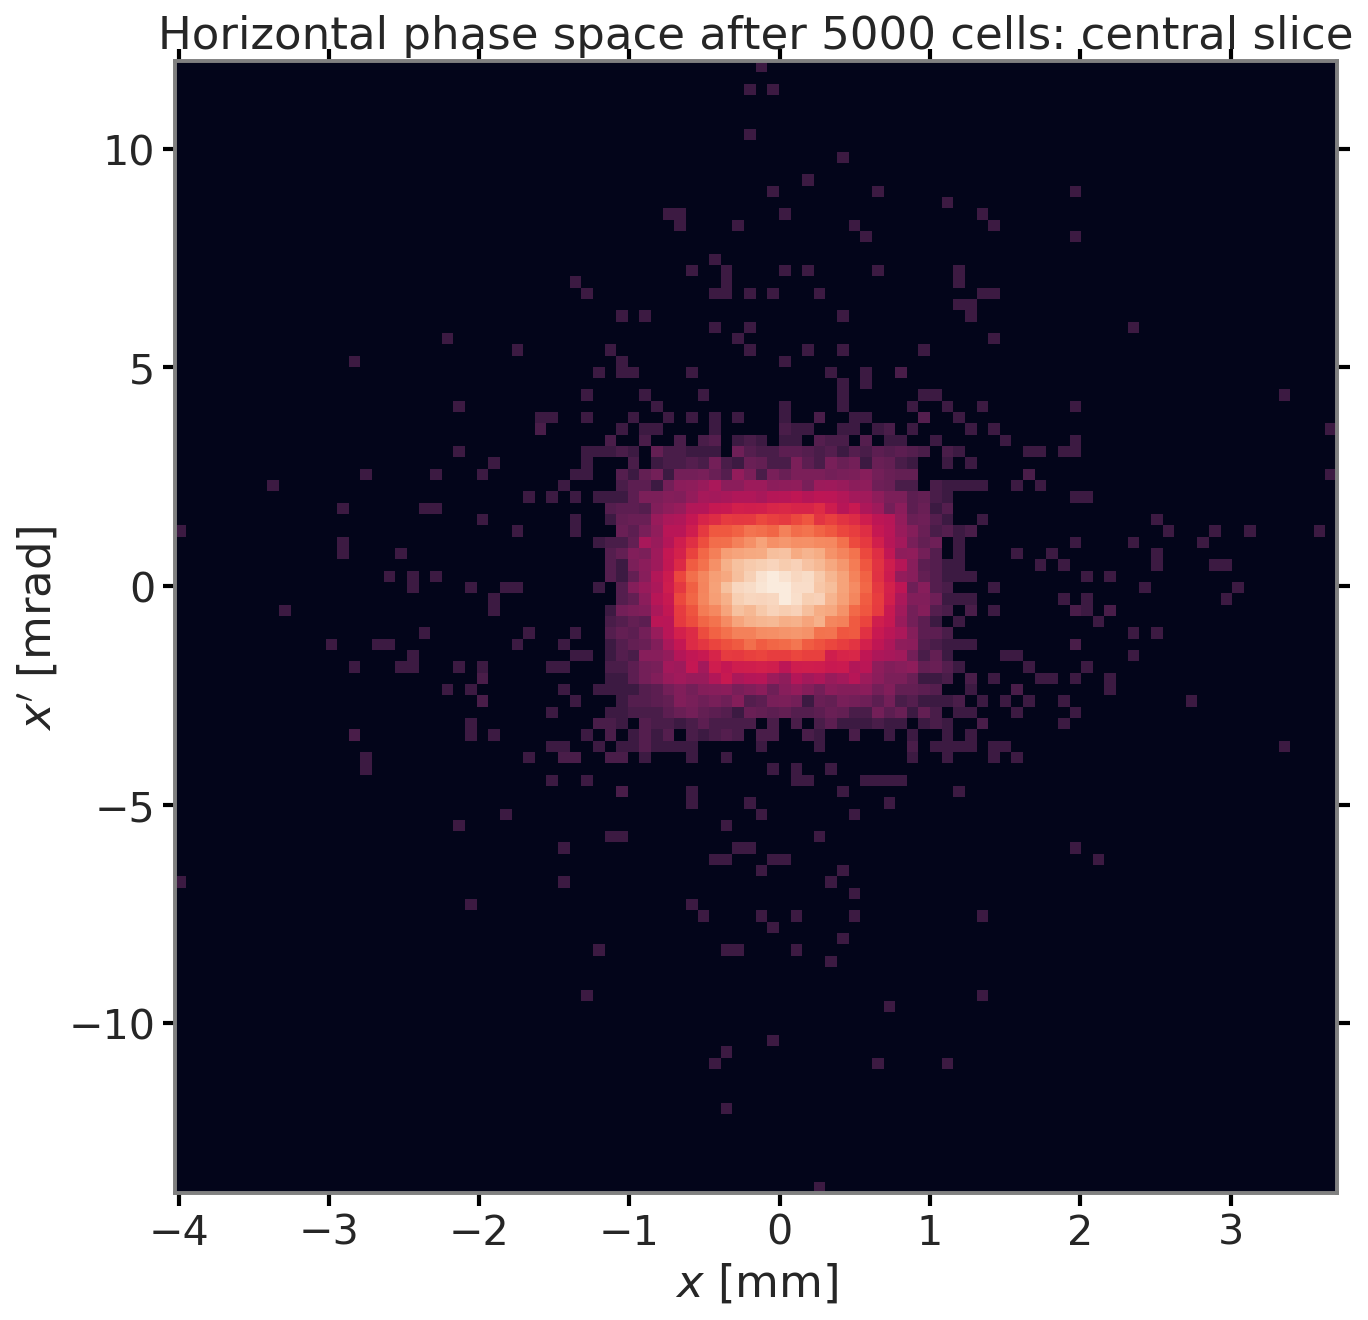 Horizontal phase space after 5000 cells: central slice
10
5
0
−5
−10
x′ [mrad]
−4 −3 −2 −1 0 1 2 3
x [mm]